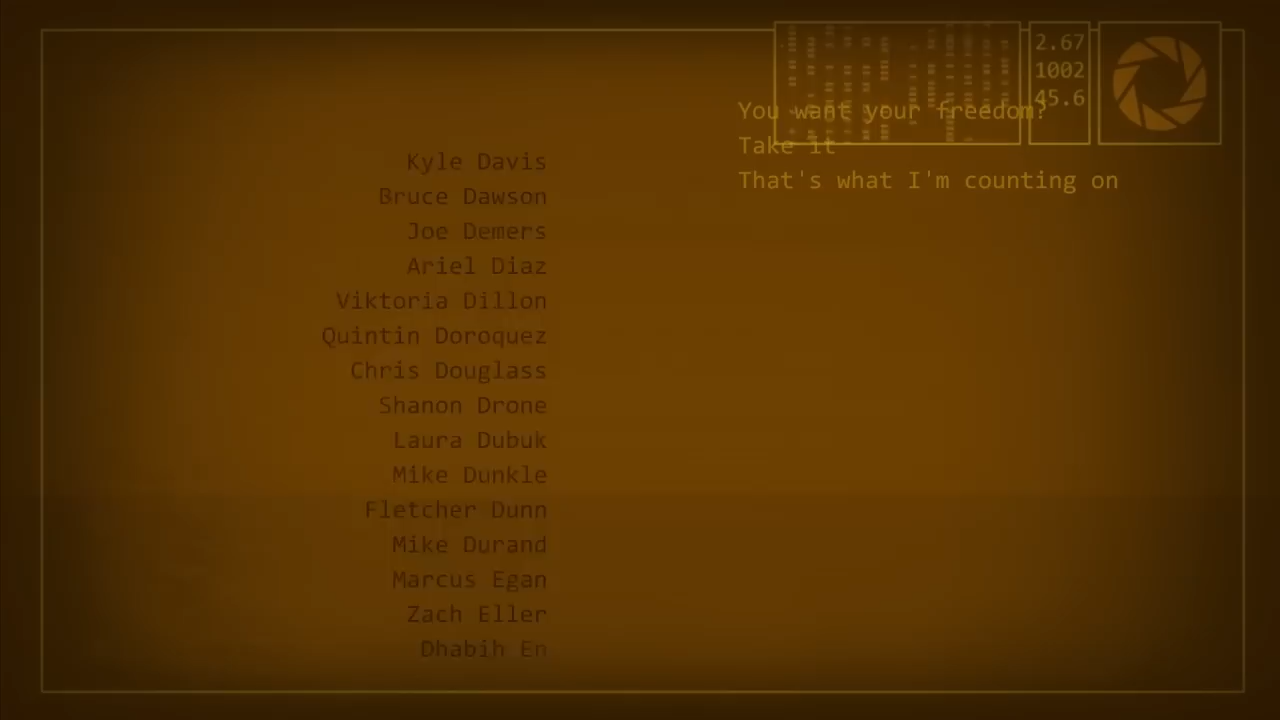 2.67
1002
45.6
You want your freedom?
Take it
That's what I'm counting on
Kyle Davis
Bruce Dawson
Joe Demers
Ariel Diaz
Viktoria Dillon
Quintin Doroquez
Chris Douglass
Shanon Drone
Laura Dubuk
Mike Dunkle
Fletcher Dunn
Mike Durand
Marcus Egan
Zach Eller
Dhabih En